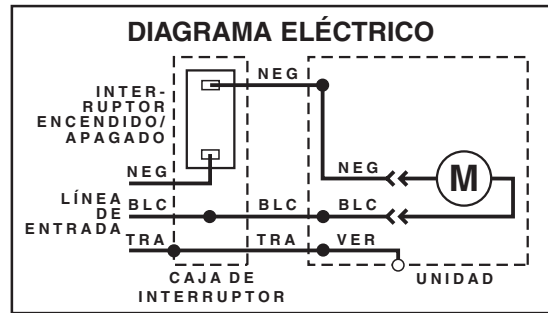 DIAGRAMA ELÉCTRICO
INTER-
RUPTOR
ENCENDIDO/
APAGADO
NEG
NEG
NEG
M
LÍNEA
DE
ENTRADA
BLC
BLC
BLC
TRA
TRA
VER
CAJA DE
INTERRUPTOR
UNIDAD